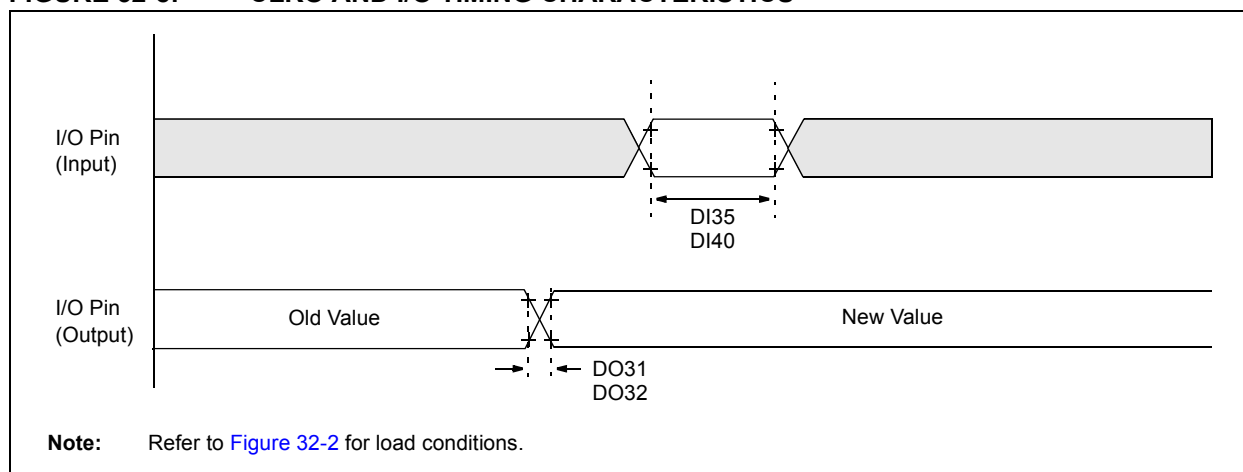 I/O Pin
(Input)
DI35
DI40
I/O Pin
(Output)
Old Value
New Value
DO31
DO32
Note: Refer to Figure 32-2 for load conditions.